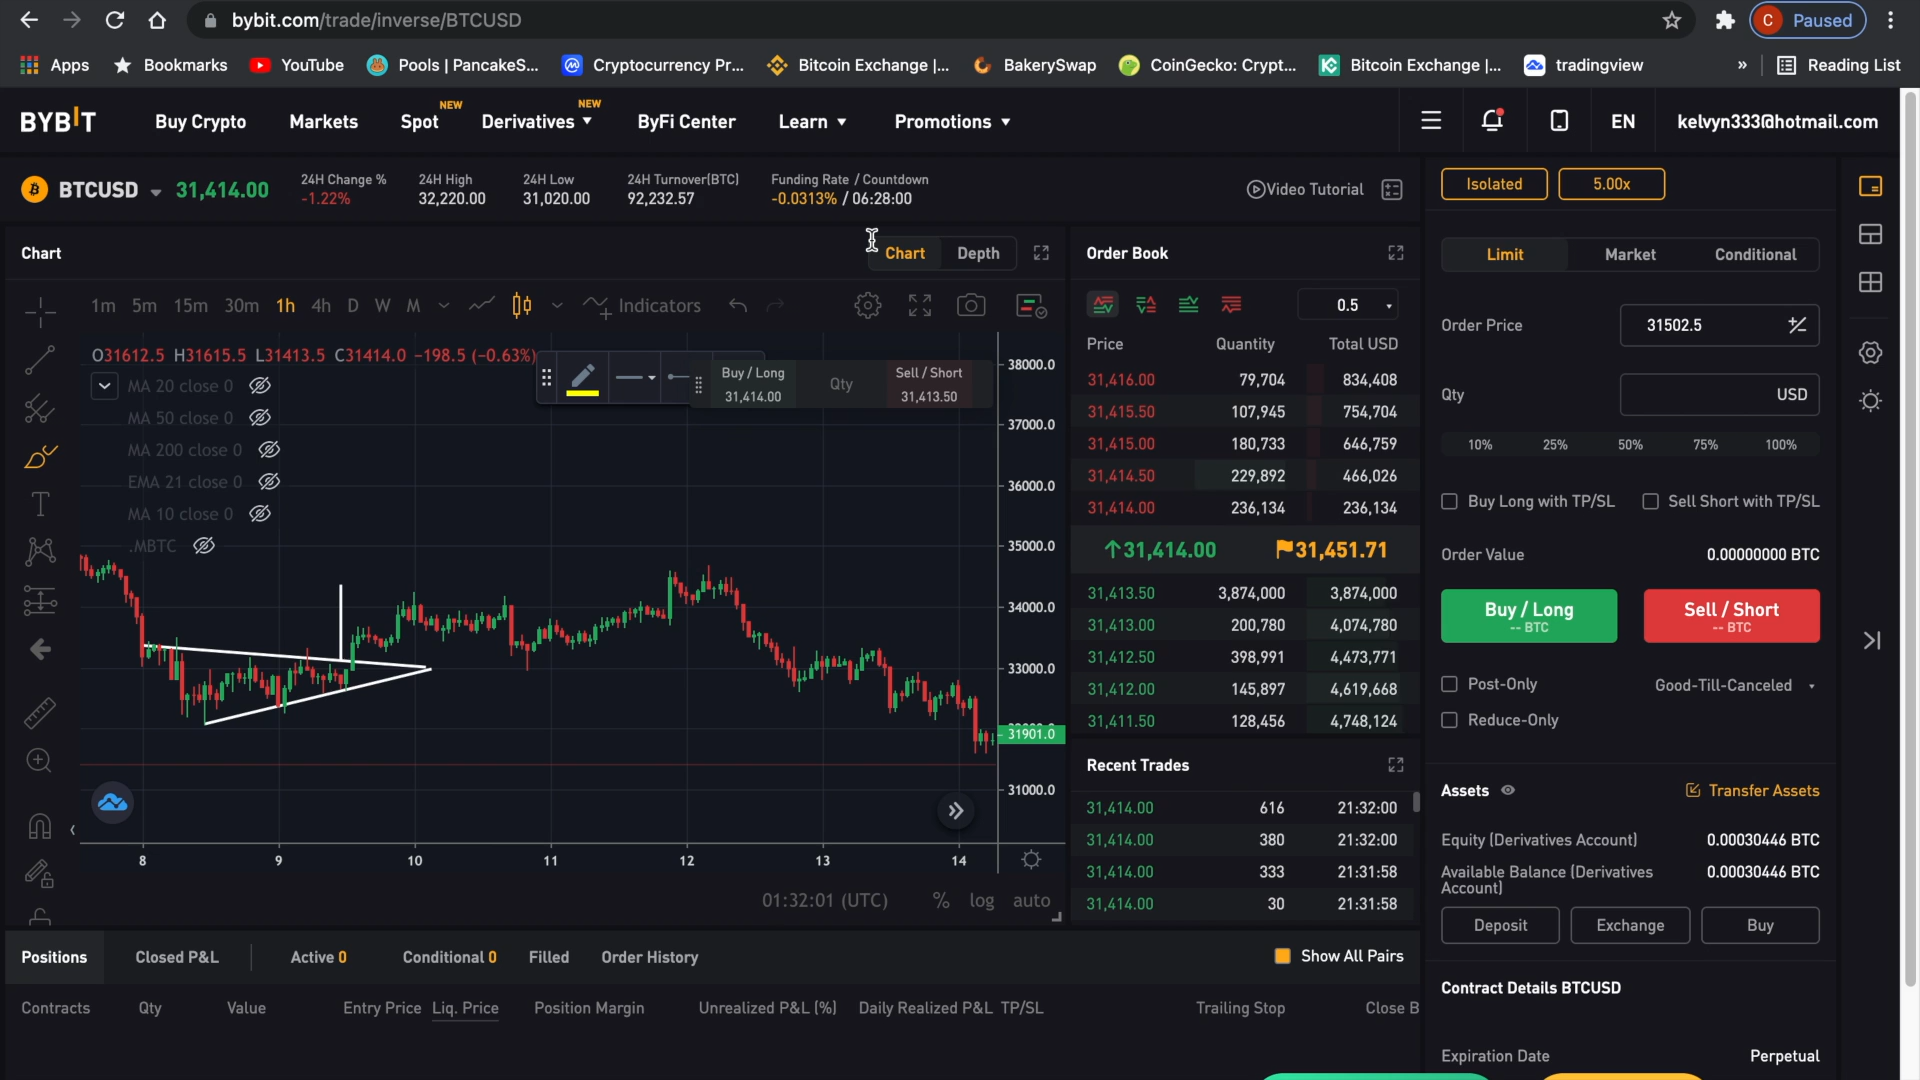 bybit.com/trade/inverse/BTCUSD
C Paused
Apps Bookmarks YouTube Pools | PancakeS... Cryptocurrency Pr... Bitcoin Exchange |... BakerySwap CoinGecko: Crypt... Bitcoin Exchange |... tradingview » Reading List
BYBIT Buy Crypto Markets Spot NEW Derivatives NEW ByFi Center Learn Promotions EN kelvyn333@hotmail.com
BTCUSD 31,414.00
24H Change % 24H High 24H Low 24H Turnover(BTC) Funding Rate / Countdown
-1.22% 32,220.00 31,020.00 92,232.57 -0.0313% / 06:28:00
Video Tutorial
Isolated 5.00x
Chart Chart Depth
1m 5m 15m 30m 1h 4h D W M Indicators
O31612.5 H31615.5 L31413.5 C31414.0 -198.5 (-0.63%)
MA 20 close 0
MA 50 close 0
MA 200 close 0
EMA 21 close 0
MA 10 close 0
.MBTC
Buy / Long Qty Sell / Short
31,414.00 31,413.50
38000.0
37000.0
36000.0
35000.0
34000.0
33000.0
31901.0
31000.0
8 9 10 11 12 13 14
01:32:01 (UTC) % log auto
Order Book
0.5
Price Quantity Total USD
31,416.00 79,704 834,408
31,415.50 107,945 754,704
31,415.00 180,733 646,759
31,414.50 229,892 466,026
31,414.00 236,134 236,134
↑31,414.00 31,451.71
31,413.50 3,874,000 3,874,000
31,413.00 200,780 4,074,780
31,412.50 398,991 4,473,771
31,412.00 145,897 4,619,668
31,411.50 128,456 4,748,124
Recent Trades
31,414.00 616 21:32:00
31,414.00 380 21:32:00
31,414.00 333 21:31:58
31,414.00 30 21:31:58
Limit Market Conditional
Order Price 31502.5
Qty USD
10% 25% 50% 75% 100%
Buy Long with TP/SL Sell Short with TP/SL
Order Value 0.00000000 BTC
Buy / Long Sell / Short
-- BTC -- BTC
Post-Only Good-Till-Canceled
Reduce-Only
Assets Transfer Assets
Equity (Derivatives Account) 0.00030446 BTC
Available Balance (Derivatives Account) 0.00030446 BTC
Deposit Exchange Buy
Contract Details BTCUSD
Expiration Date Perpetual
Positions Closed P&L Active 0 Conditional 0 Filled Order History Show All Pairs
Contracts Qty Value Entry Price Liq. Price Position Margin Unrealized P&L (%) Daily Realized P&L TP/SL Trailing Stop Close B